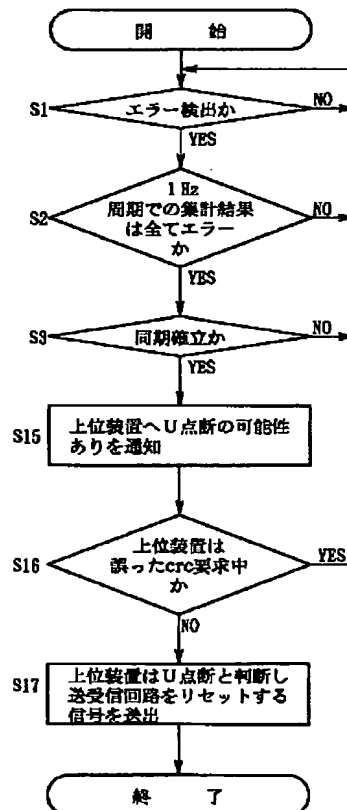 開 始
S1
エラー検出か
NO
YES
1Hz
周期での集計結果
は全てエラー
か
S2
NO
YES
S3
同期確立か
NO
YES
S15
上位装置へU点断の可能性
ありを通知
S16
上位装置は
誤ったcrc要求中
か
YES
NO
S17
上位装置はU点断と判断し
送受信回路をリセットする
信号を送出
終 了